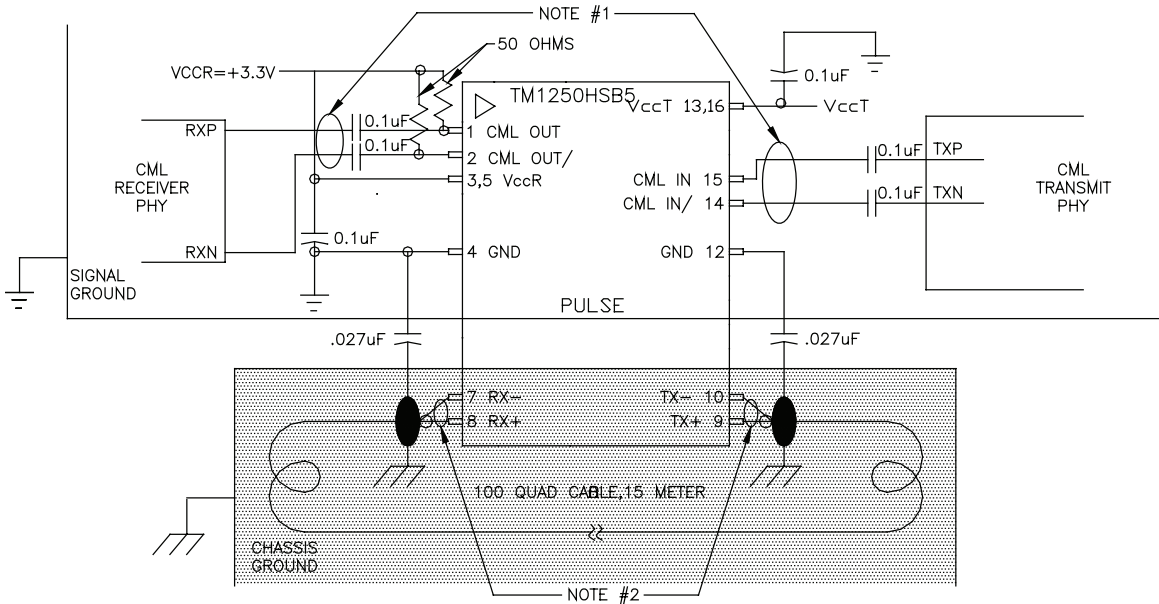 NOTE #1
50 OHMS
VCCR=+3.3V
0.1uF
TM1250HSB5
VccT 13,16
VccT
RXP
0.1uF
1 CML OUT
0.1uF
2 CML OUT/
3,5 VccR
CML
RECEIVER
PHY
CML IN 15
CML IN/ 14
0.1uF
TXP
0.1uF
TXN
CML
TRANSMIT
PHY
RXN
0.1uF
4 GND
GND 12
SIGNAL
GROUND
PULSE
.027uF
.027uF
7 RX-
8 RX+
TX- 10
TX+ 9
100 QUAD CABLE,15 METER
CHASSIS
GROUND
NOTE #2